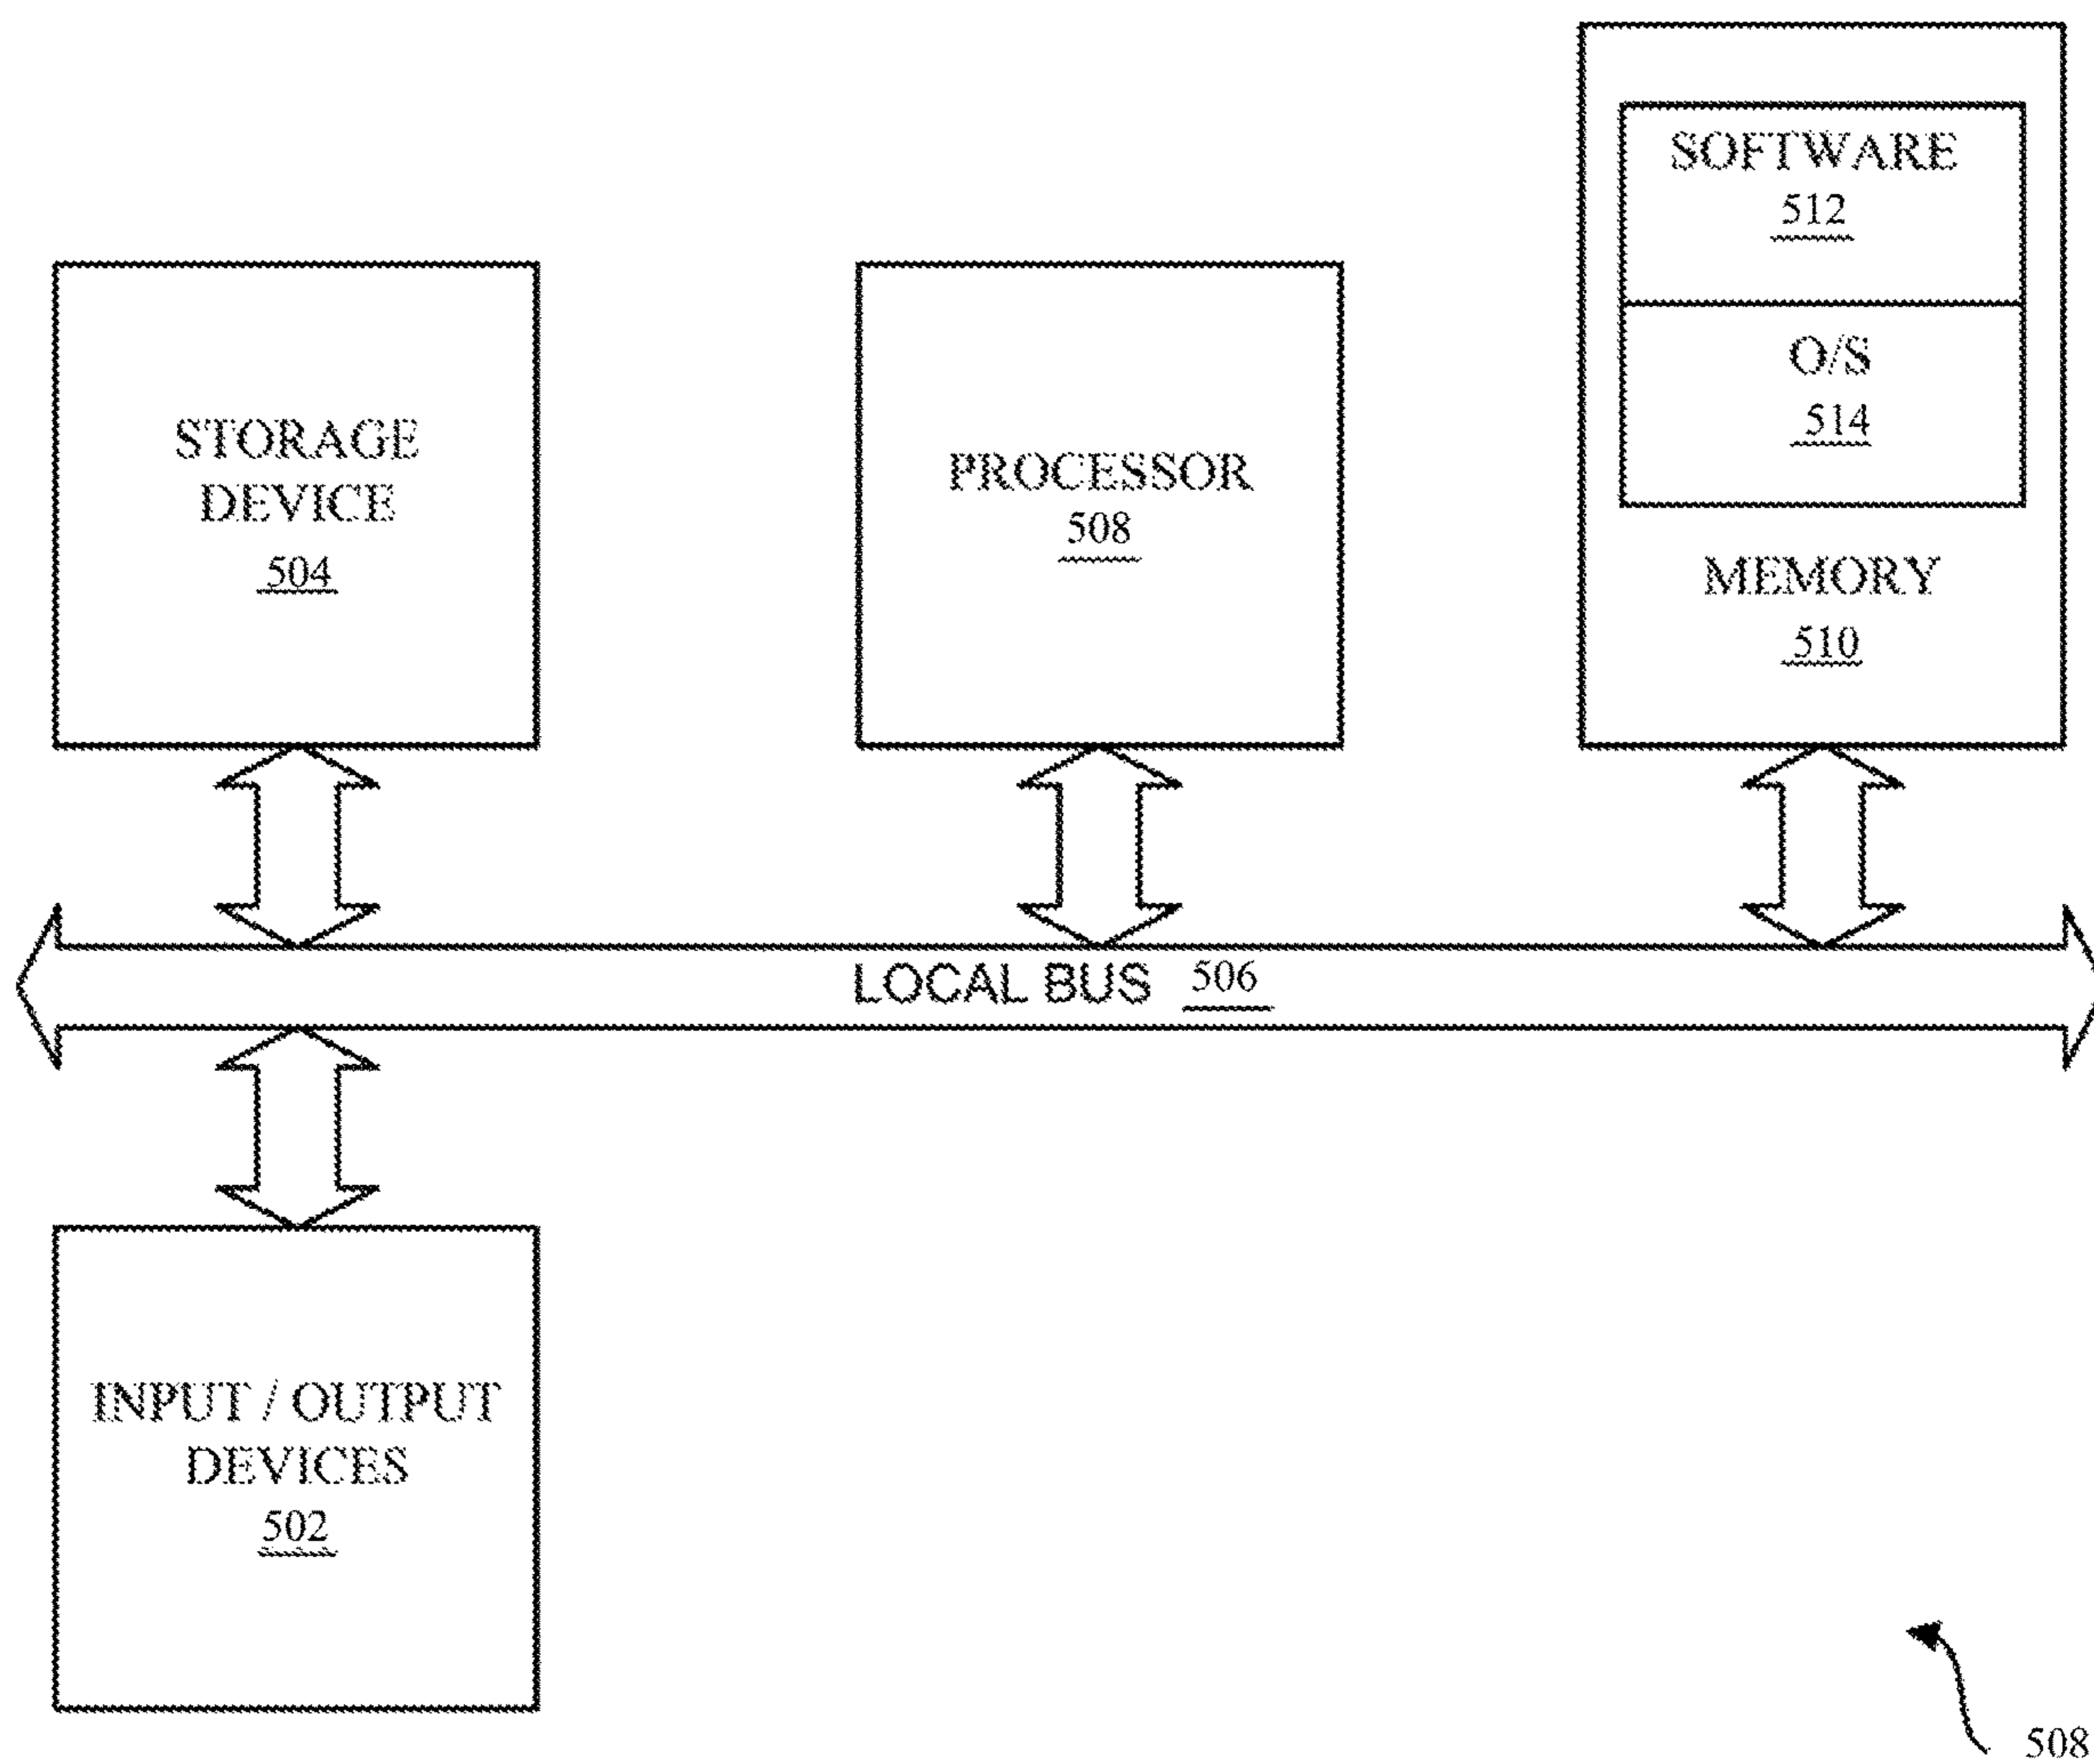 SOFTWARE
512
O/S
514
MEMORY
510
STORAGE
DEVICE
504
PROCESSOR
508
LOCAL BUS 506
INPUT / OUTPUT
DEVICES
502
508